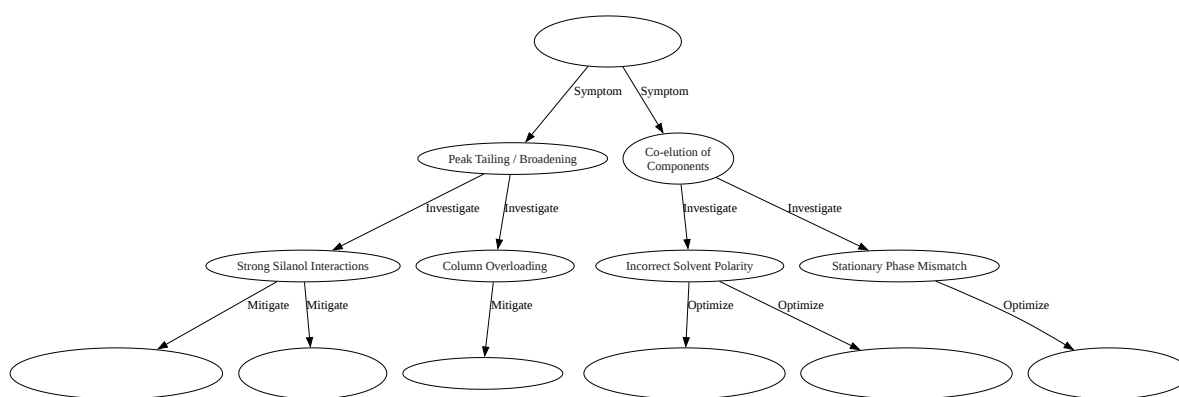 Symptom
Symptom
Peak Tailing / Broadening
Co-elution of
Components
Investigate
Investigate
Investigate
Investigate
Strong Silanol Interactions
Column Overloading
Incorrect Solvent Polarity
Stationary Phase Mismatch
Mitigate
Mitigate
Mitigate
Optimize
Optimize
Optimize